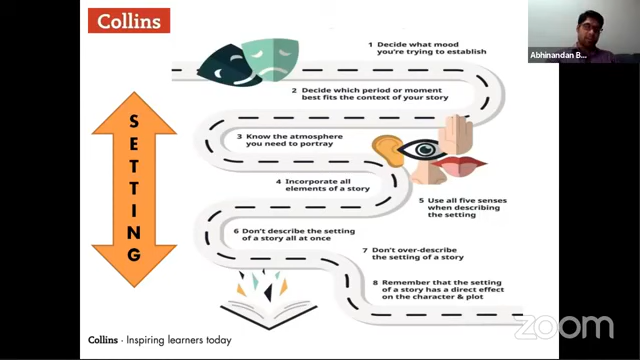 Collins
Abhinandan B...
1 Decide what mood
you're trying to establish
2 Decide which period or moment
best fits the context of your story
3 Know the atmosphere
you need to portray
4 Incorporate all
elements of a story
5 Use all five senses
when describing
the setting
6 Don't describe the setting
of a story all at once
7 Don't over-describe
the setting of a story
8 Remember that the setting
of a story has a direct effect
on the character & plot
SETTING
Collins · Inspiring learners today
zoom